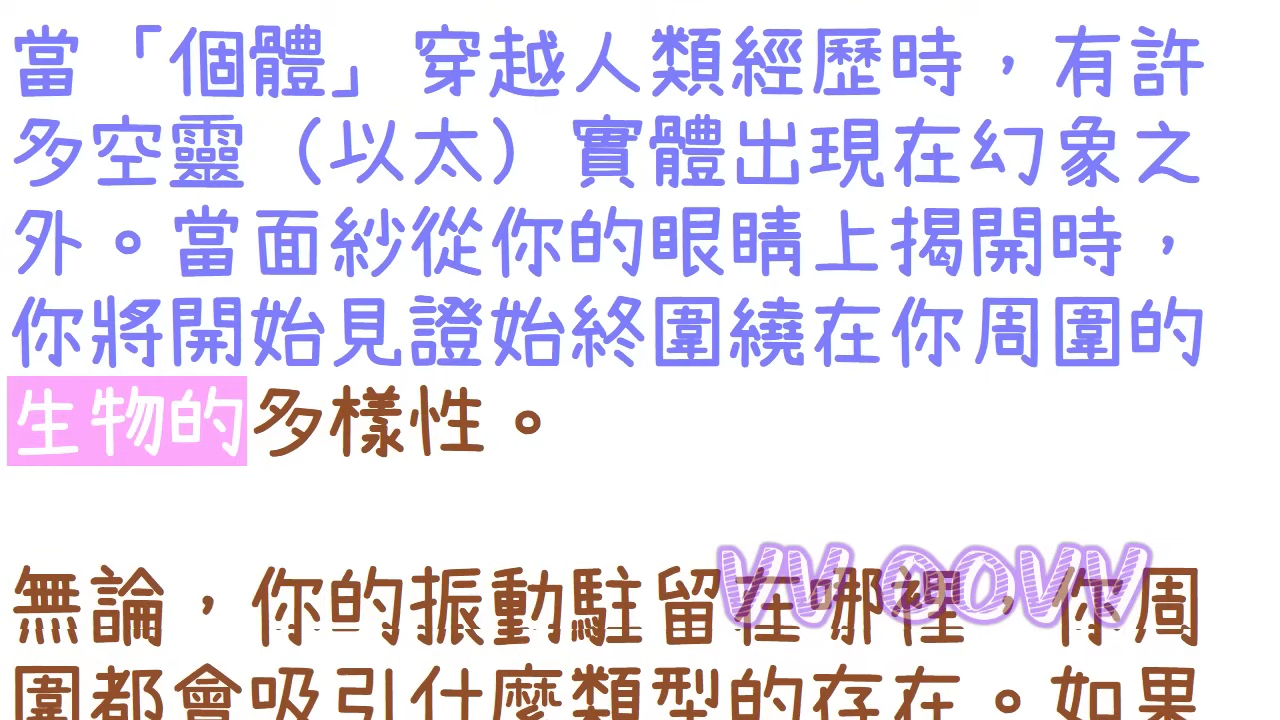 當「個體」穿越人類經歷時，有許
多空靈（以太）實體出現在幻象之
外。當面紗從你的眼睛上揭開時，
你將開始見證始終圍繞在你周圍的
生物的多樣性。
無論，你的振動駐留在哪裡，你周
圍都會吸引什麼類型的存在。如果
VV OOVV